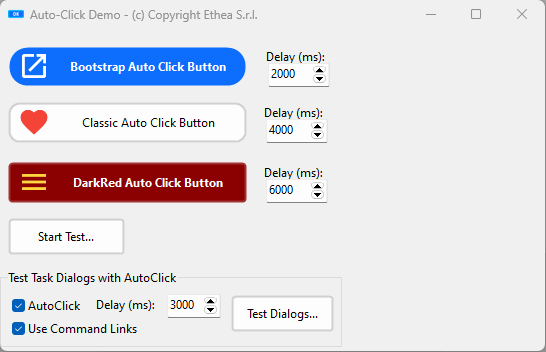 Auto-Click Demo - (c) Copyright Ethea S.r.l.
Bootstrap Auto Click Button
Delay (ms):
2000
Classic Auto Click Button
Delay (ms):
4000
DarkRed Auto Click Button
Delay (ms):
6000
Start Test...
Test Task Dialogs with AutoClick
AutoClick Delay (ms): 3000 Test Dialogs...
Use Command Links